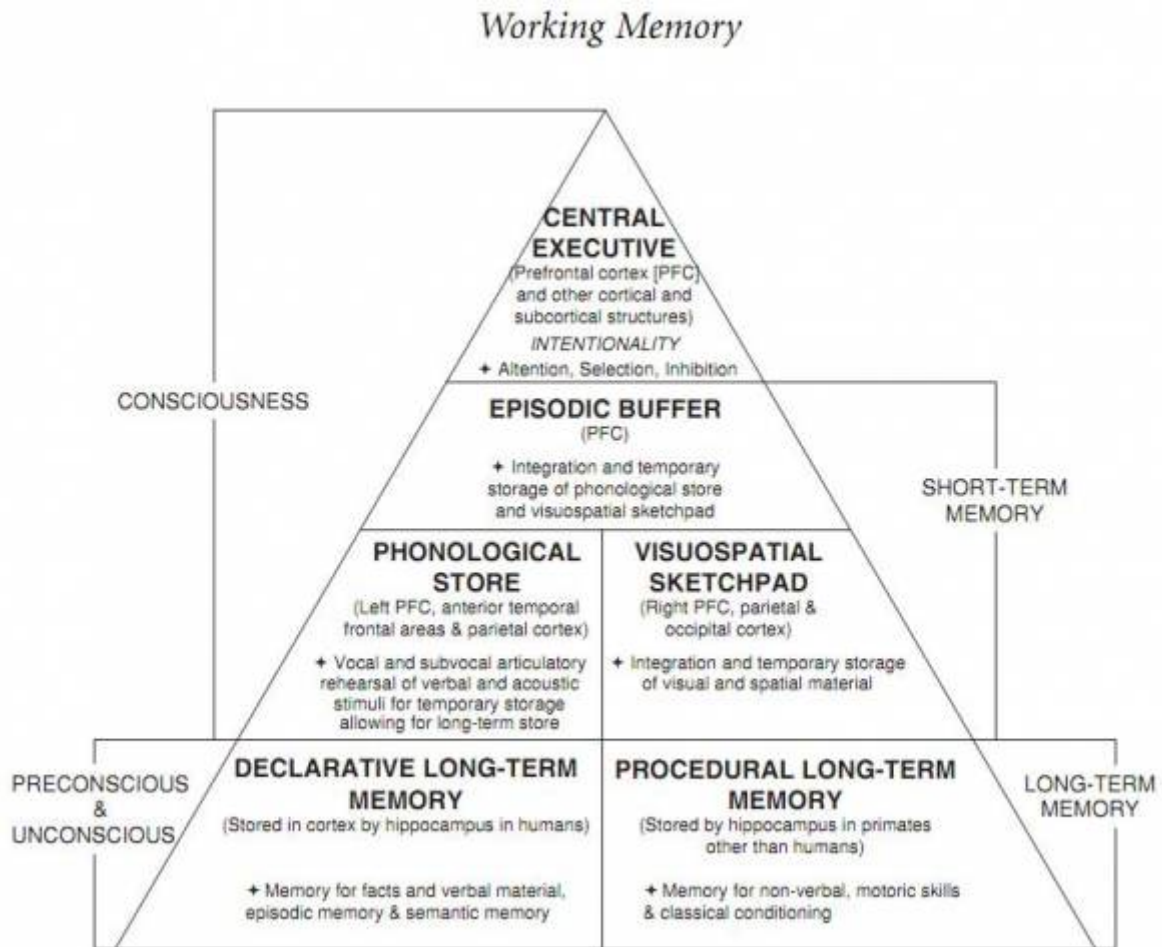 Working Memory
CENTRAL
EXECUTIVE
(Prefrontal cortex [PFC]
and other cortical and
subcortical structures)
INTENTIONALITY
✦ Altention, Selection, Inhibition
CONSCIOUSNESS
EPISODIC BUFFER
(PFC)
✦ Integration and temporary
storage of phonological store
and visuospatial sketchpad
SHORT-TERM
MEMORY
PHONOLOGICAL
STORE
(Left PFC, anterior temporal
frontal areas & parietal cortex)
✦ Vocal and subvocal articulatory
rehearsal of verbal and acoustic
stimuli for temporary storage
allowing for long-term store
VISUOSPATIAL
SKETCHPAD
(Right PFC, parietal &
occipital cortex)
✦ Integration and temporary storage
of visual and spatial material
PRECONSCIOUS
&
UNCONSCIOUS
DECLARATIVE LONG-TERM
MEMORY
(Stored in cortex by hippocampus in humans)
✦ Memory for facts and verbal material,
episodic memory & semantic memory
PROCEDURAL LONG-TERM
MEMORY
(Stored by hippocampus in primates
other than humans)
✦ Memory for non-verbal, motoric skills
& classical conditioning
LONG-TERM
MEMORY